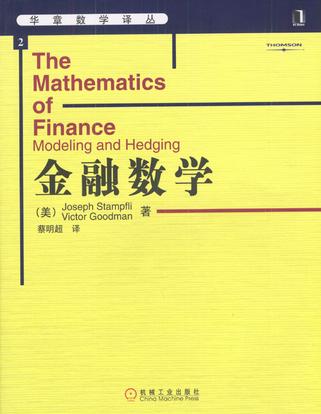 华章数学译丛
2
THOMSON
The Mathematics
of
Finance
Modeling and Hedging
金融数学
(美) Joseph Stampfli
Victor Goodman 著
蔡明超 译
机械工业出版社
China Machine Press